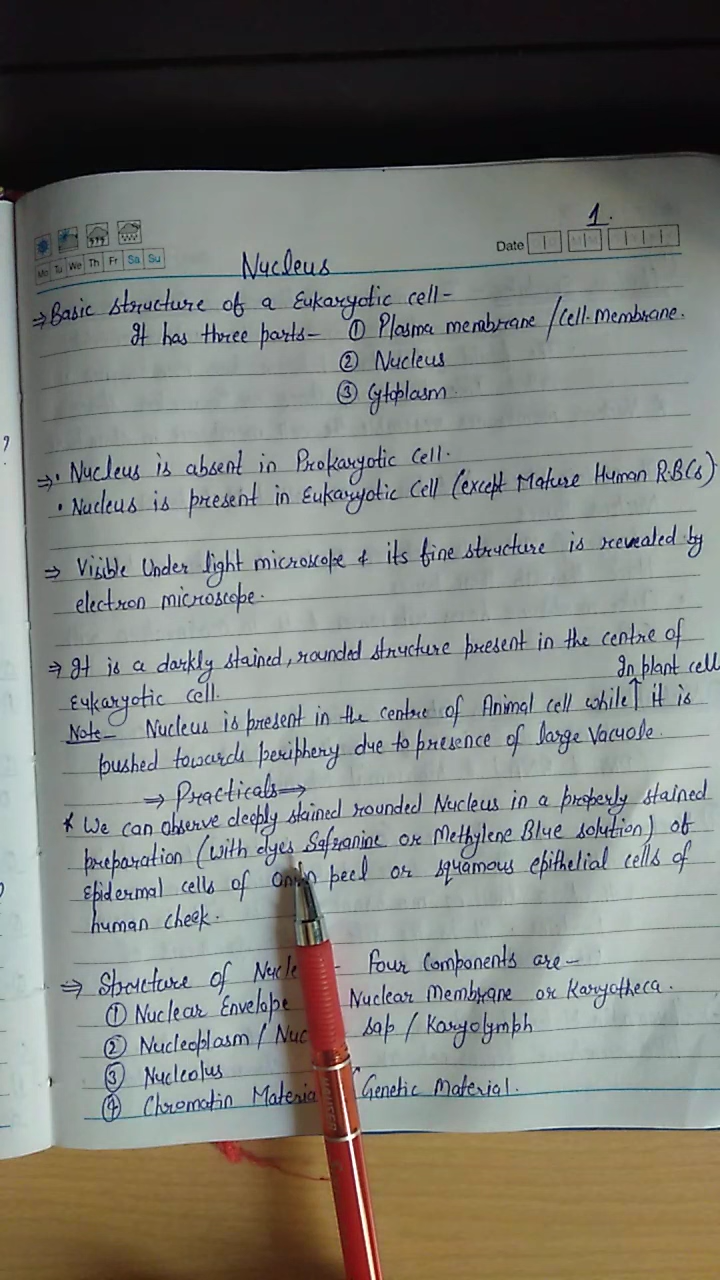 1.
Date
Mo Tu We Th Fr Sa Su
Nucleus
⇒ Basic structure of a Eukaryotic cell-
It has three parts- ① Plasma membrane / cell-membrane.
② Nucleus
③ Cytoplasm.
⇒ • Nucleus is absent in Prokaryotic Cell.
• Nucleus is present in Eukaryotic Cell (except Mature Human R.B.Cs)
⇒ Visible Under light microscope & its fine structure is revealed by
electron microscope.
⇒ It is a darkly stained, rounded structure present in the centre of
Eukaryotic cell.
In plant cell
Note- Nucleus is present in the centre of Animal cell while ↑ it is
pushed towards periphery due to presence of large Vacuole.
⇒ Practicals ⇒
* We can observe deeply stained rounded Nucleus in a properly stained
preparation (with dyes Safranine or Methylene Blue solution) of
Epidermal cells of peel or squamous epithelial cells of
human cheek.
⇒ Structure of Nucle - Four Components are-
① Nuclear Envelope Nuclear Membrane or Karyotheca.
② Nucleoplasm / Nuc sap / Karyolymph
③ Nucleolus
④ Chromatin Materia / Genetic Material.